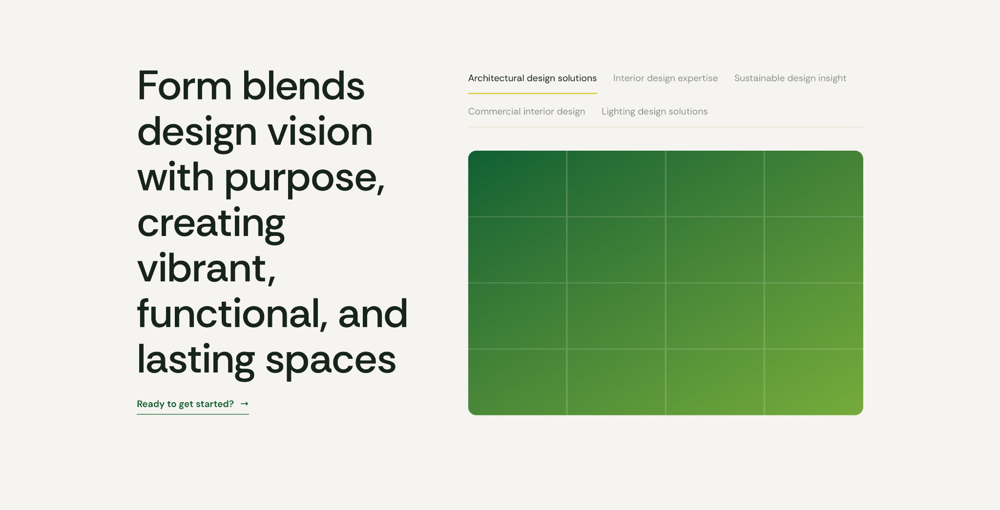 Form blends
design vision
with purpose,
creating
vibrant,
functional, and
lasting spaces
Ready to get started? →
Architectural design solutions
Interior design expertise
Sustainable design insight
Commercial interior design
Lighting design solutions